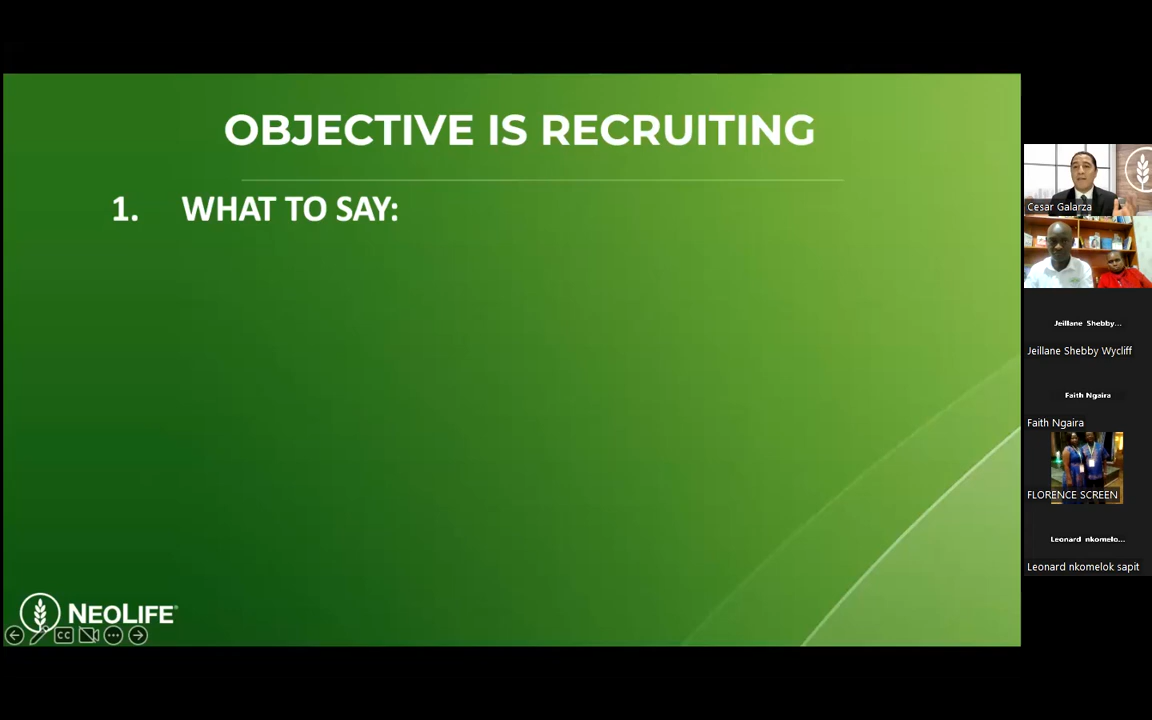 OBJECTIVE IS RECRUITING
1. WHAT TO SAY:
NEOLIFE®
CC
Cesar Galarza
Jeillane Shebby...
Jeillane Shebby Wycliff
Faith Ngaira
Faith Ngaira
FLORENCE SCREEN
Leonard nkomelo...
Leonard nkomelok sapit